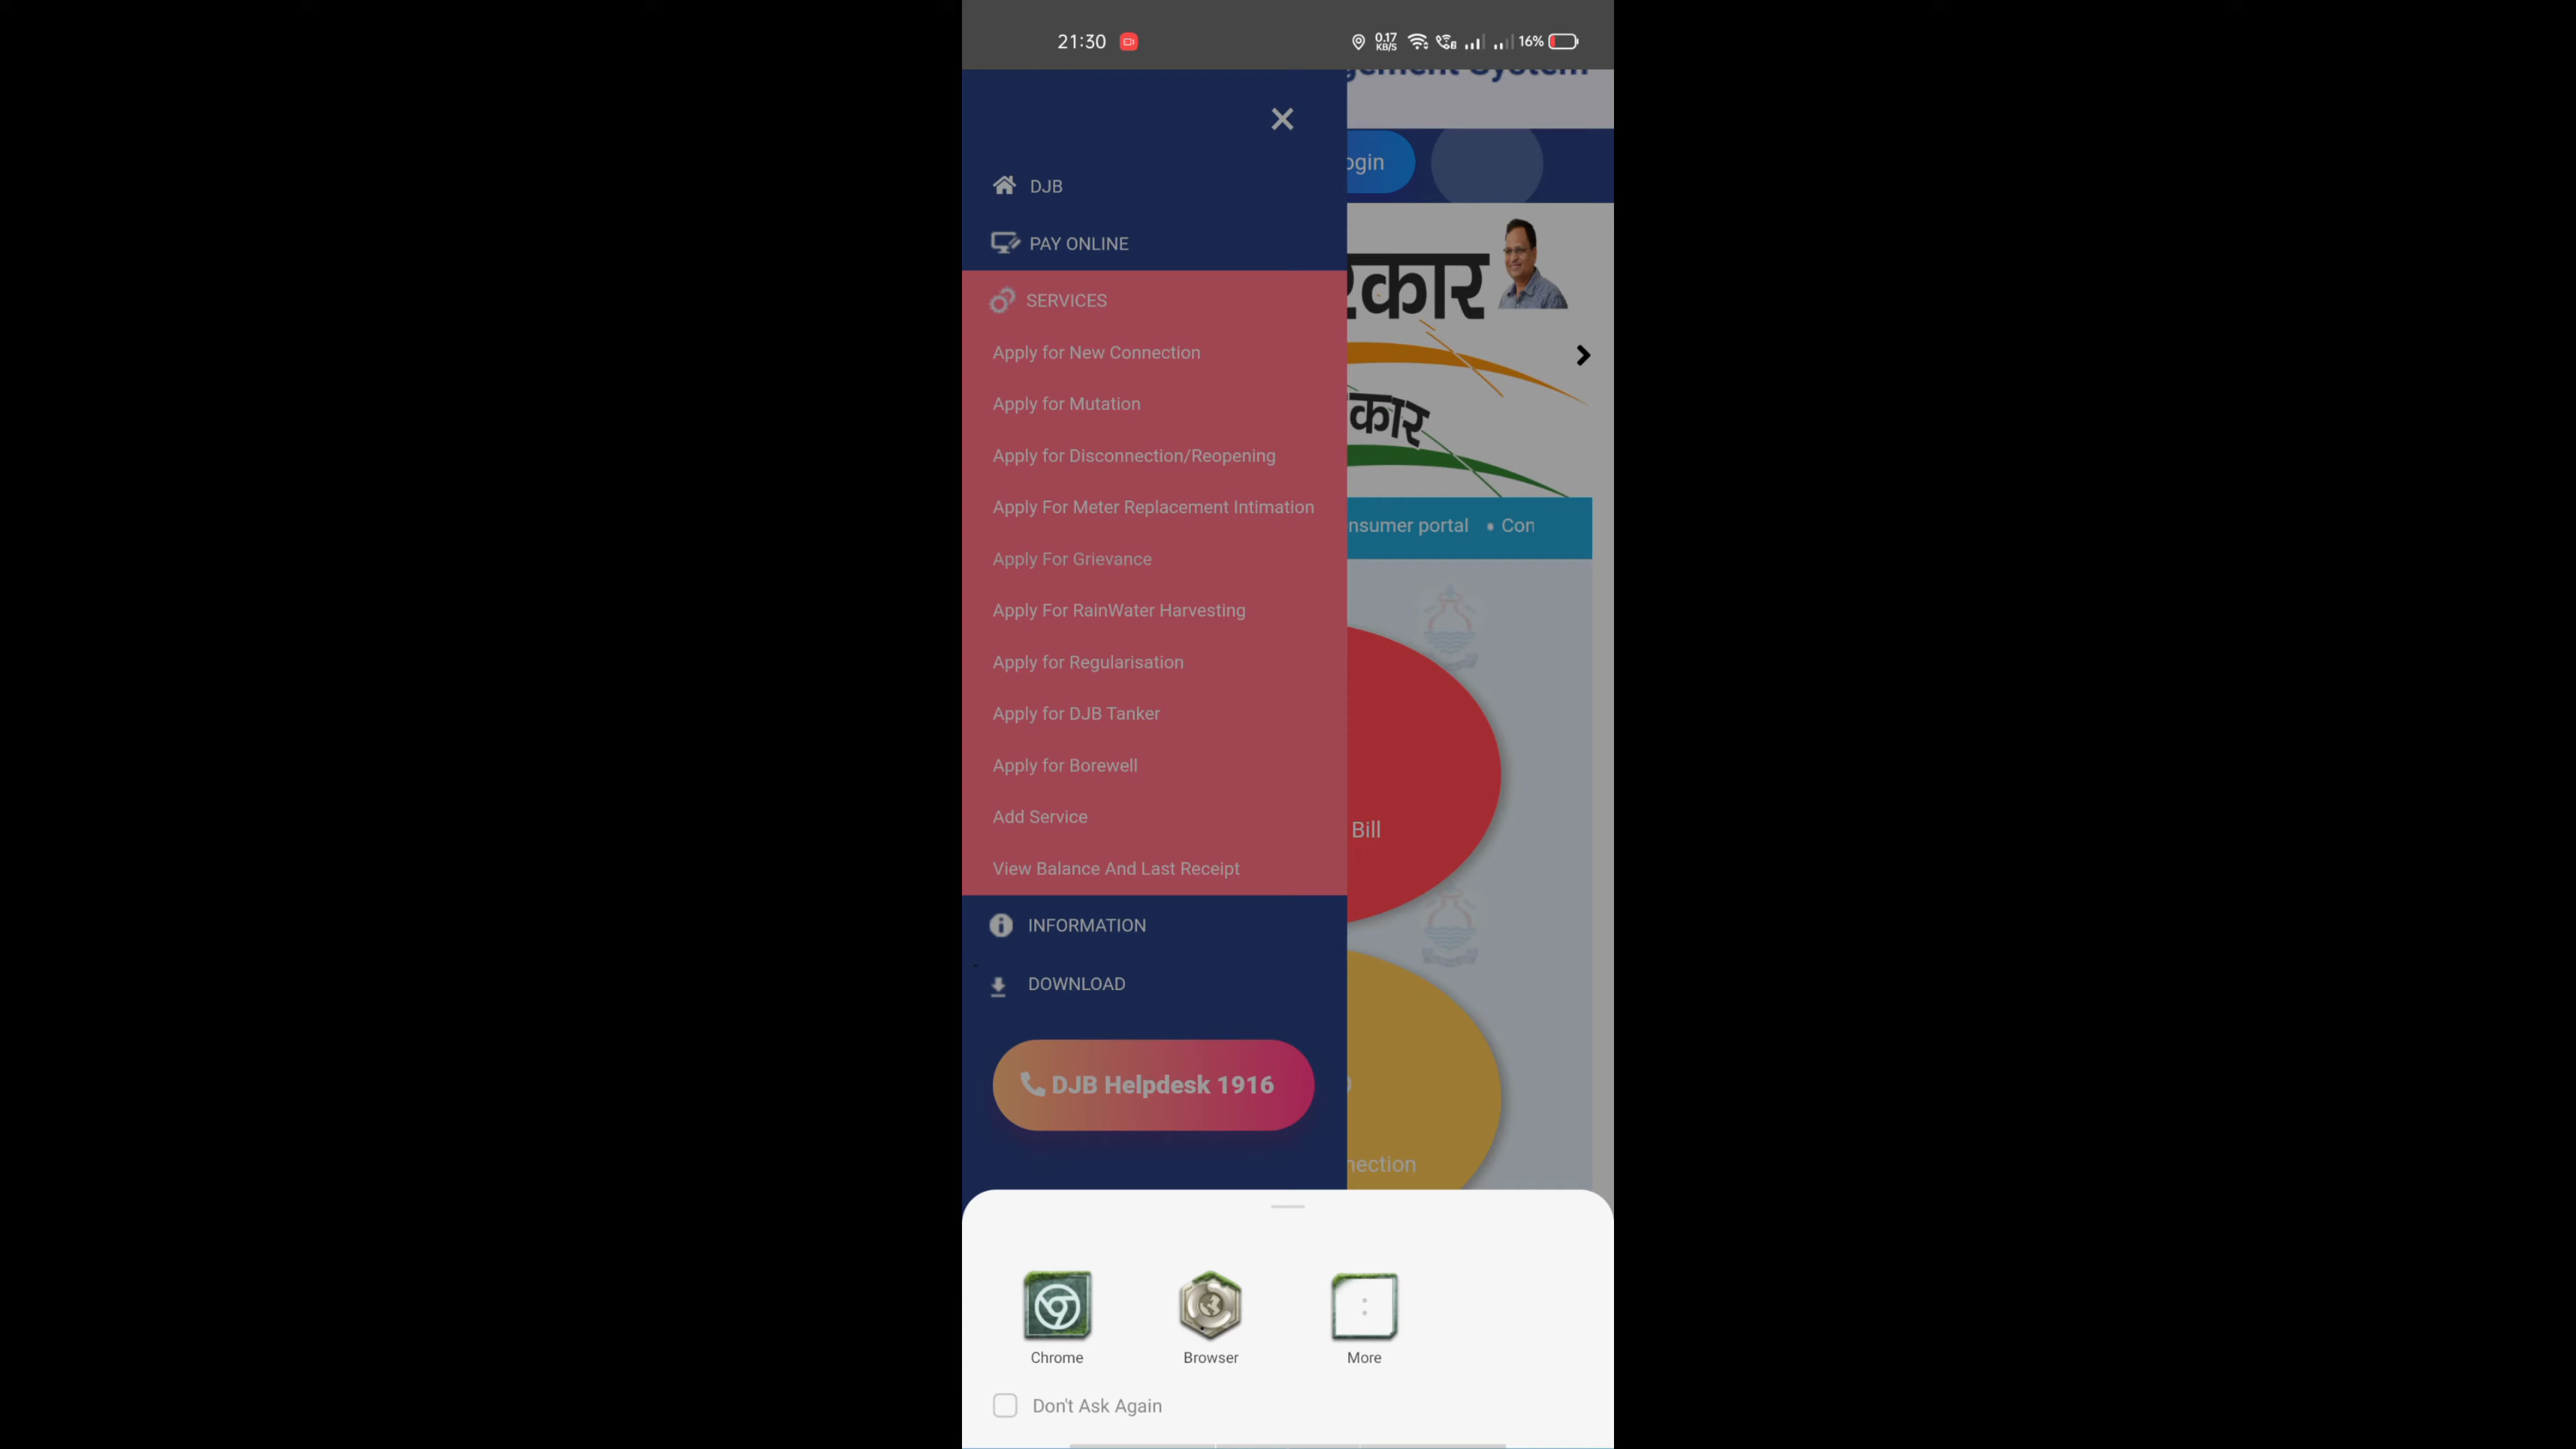 21:30
0.17
KB/S
16%
gement System
ogin
DJB
PAY ONLINE
SERVICES
Apply for New Connection
Apply for Mutation
Apply for Disconnection/Reopening
Apply For Meter Replacement Intimation
Apply For Grievance
Apply For RainWater Harvesting
Apply for Regularisation
Apply for DJB Tanker
Apply for Borewell
Add Service
View Balance And Last Receipt
INFORMATION
DOWNLOAD
DJB Helpdesk 1916
रकार
कार
nsumer portal • Con
Bill
nection
Chrome
Browser
More
Don't Ask Again